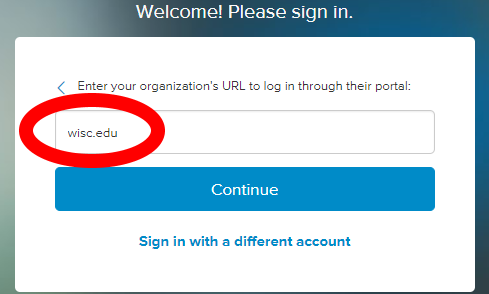 Welcome! Please sign in.
Enter your organization's URL to log in through their portal:
wisc.edu
Continue
Sign in with a different account